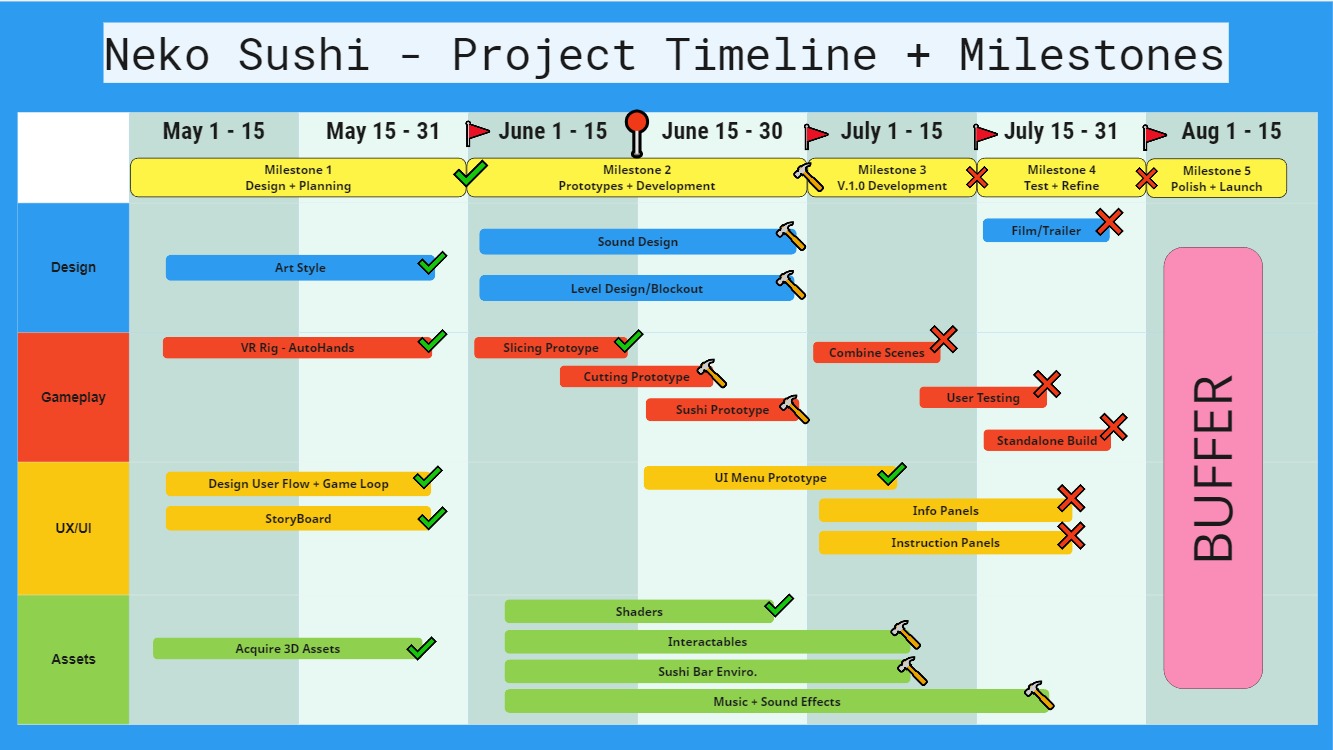 Neko Sushi - Project Timeline + Milestones
May 1 - 15
May 15 - 31
June 1 - 15
June 15 - 30
July 1 - 15
July 15 - 31
Aug 1 - 15
Milestone 1
Design + Planning
Milestone 2
Prototypes + Development
Milestone 3
V.1.0 Development
Milestone 4
Test + Refine
Milestone 5
Polish + Launch
Design
Film/Trailer
Sound Design
Art Style
Level Design/Blockout
Gameplay
VR Rig - AutoHands
Slicing Protoype
Combine Scenes
Cutting Prototype
User Testing
Sushi Prototype
Standalone Build
UX/UI
Design User Flow + Game Loop
UI Menu Prototype
StoryBoard
Info Panels
Instruction Panels
Assets
Shaders
Interactables
Acquire 3D Assets
Sushi Bar Enviro.
Music + Sound Effects
BUFFER